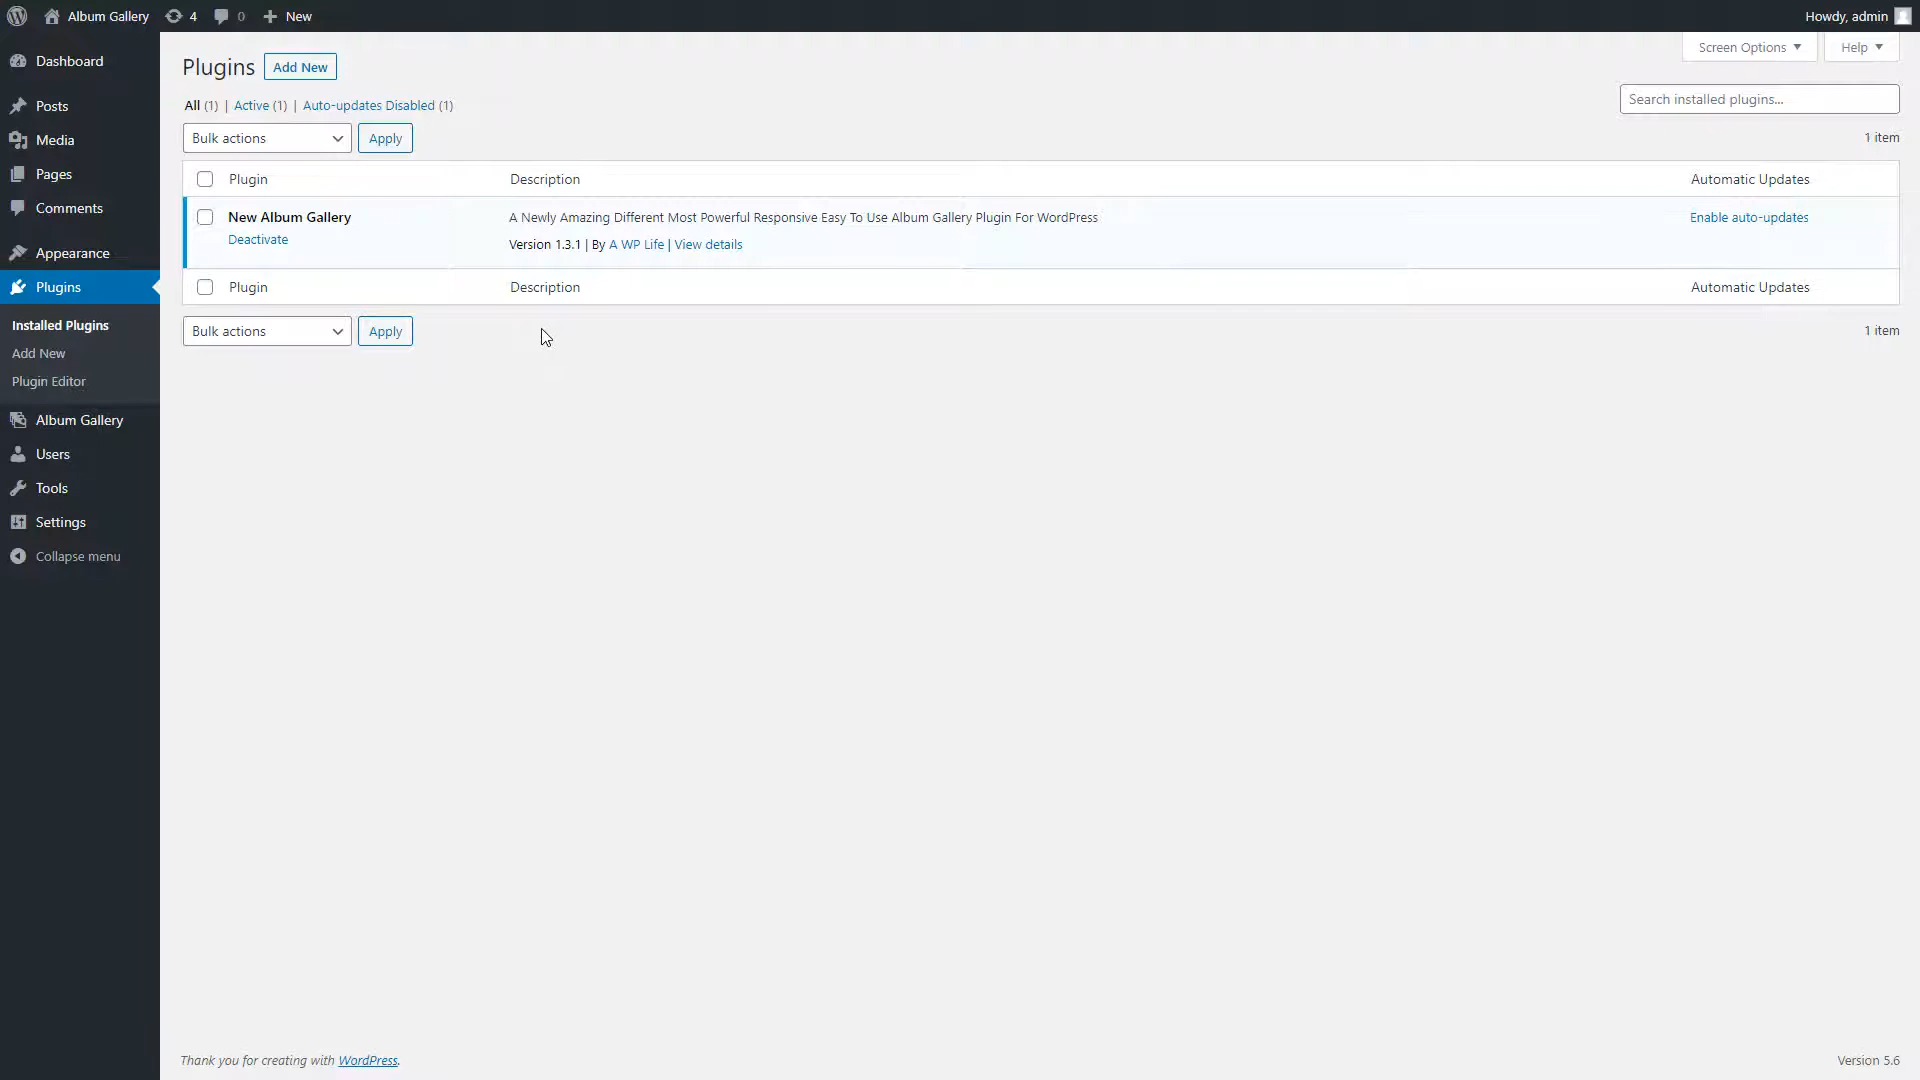 Album Gallery 4 0 New Howdy, admin
Screen Options Help
Dashboard
Posts
Media
Pages
Comments
Appearance
Plugins
Installed Plugins
Add New
Plugin Editor
Album Gallery
Users
Tools
Settings
Collapse menu
Plugins Add New
All (1) | Active (1) | Auto-updates Disabled (1)
Search installed plugins...
Bulk actions Apply 1 item
Plugin Description Automatic Updates
New Album Gallery A Newly Amazing Different Most Powerful Responsive Easy To Use Album Gallery Plugin For WordPress Enable auto-updates
Deactivate Version 1.3.1 | By A WP Life | View details
Plugin Description Automatic Updates
Bulk actions Apply 1 item
Thank you for creating with WordPress. Version 5.6